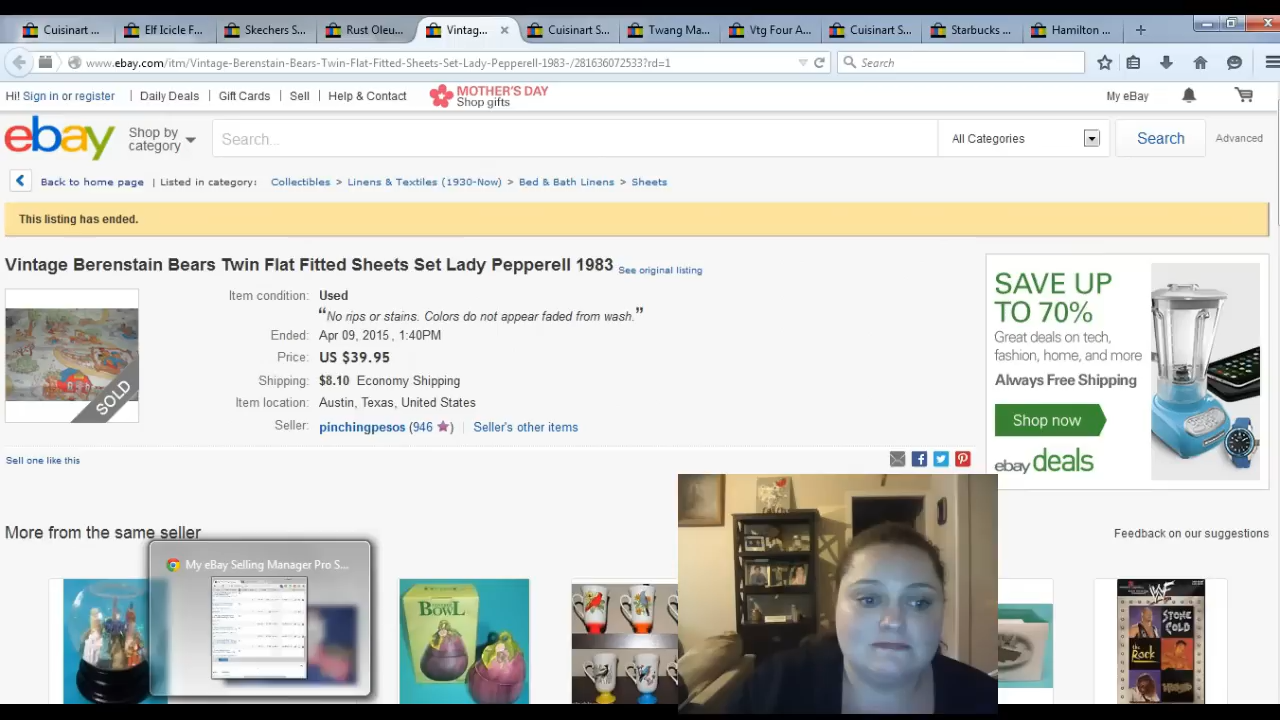 Cuisinart ...
Elf Icicle F...
Skechers S...
Rust Oleu...
Vintag...
Cuisinart S...
Twang Ma...
Vtg Four A...
Cuisinart S...
Starbucks ...
Hamilton ...
www.ebay.com/itm/Vintage-Berenstain-Bears-Twin-Flat-Fitted-Sheets-Set-Lady-Pepperell-1983-/281636072533?rd=1
Search
Hi! Sign in or register
Daily Deals
Gift Cards
Sell
Help & Contact
MOTHER'S DAY
Shop gifts
My eBay
ebay
Shop by
category
Search...
All Categories
Search
Advanced
Back to home page | Listed in category: Collectibles > Linens & Textiles (1930-Now) > Bed & Bath Linens > Sheets
This listing has ended.
Vintage Berenstain Bears Twin Flat Fitted Sheets Set Lady Pepperell 1983 See original listing
SOLD
Item condition: Used
“No rips or stains. Colors do not appear faded from wash.”
Ended: Apr 09, 2015 , 1:40PM
Price: US $39.95
Shipping: $8.10 Economy Shipping
Item location: Austin, Texas, United States
Seller: pinchingpesos (946 ) | Seller's other items
Sell one like this
SAVE UP
TO 70%
Great deals on tech,
fashion, home, and more
Always Free Shipping
Shop now
ebay deals
More from the same seller
Feedback on our suggestions
My eBay Selling Manager Pro S...
BOWL
STONE
COLD
The
Rock